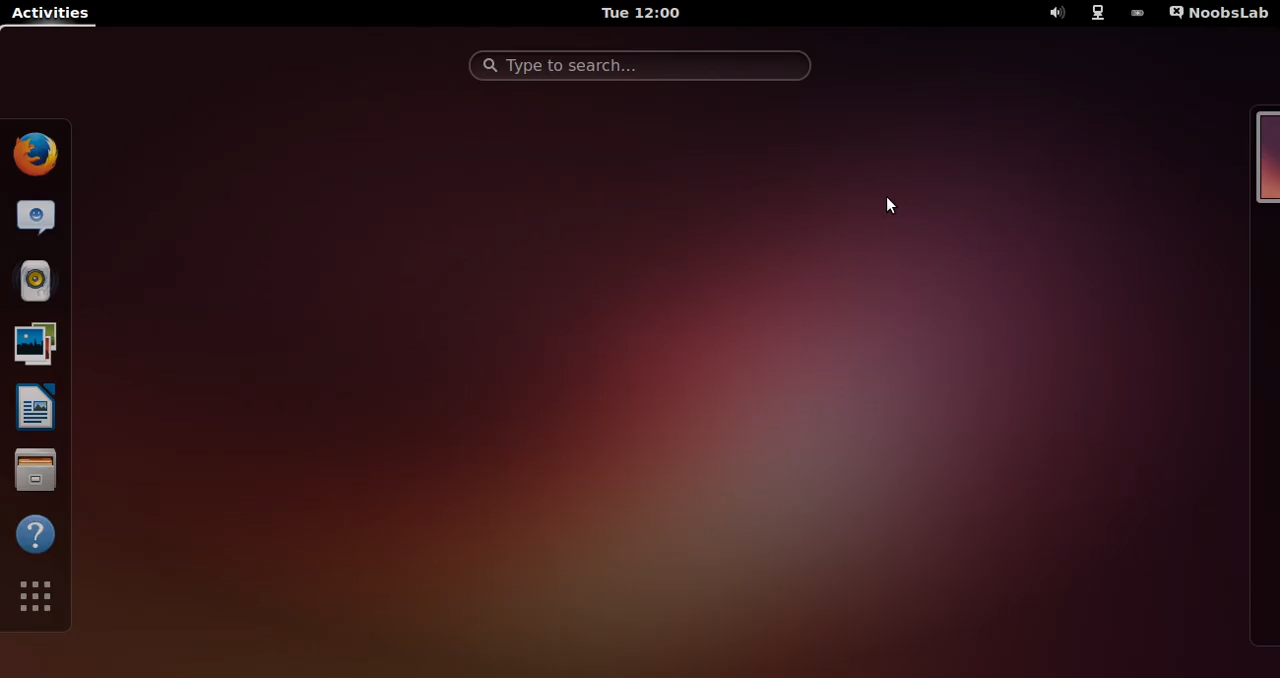 Activities
Tue 12:00
NoobsLab
Type to search...
?